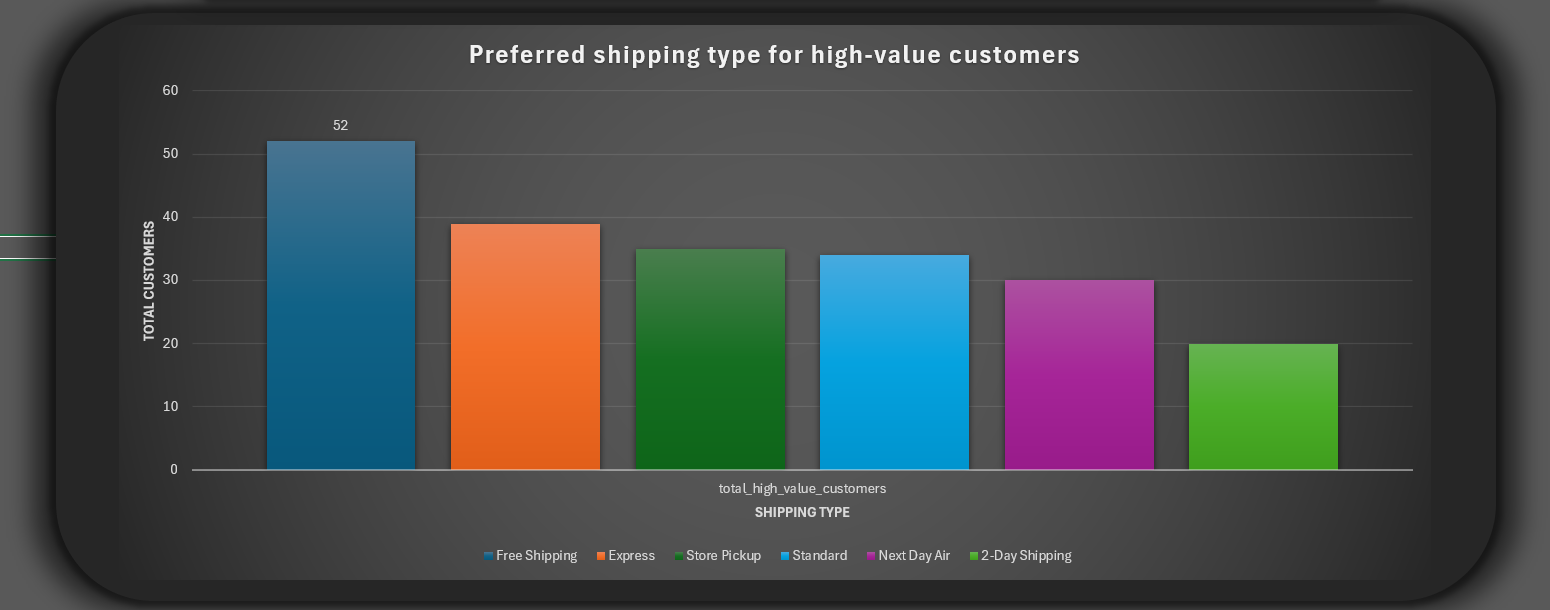 Preferred shipping type for high-value customers
60
52
50
40
30
20
10
0
TOTAL CUSTOMERS
total_high_value_customers
SHIPPING TYPE
Free Shipping Express Store Pickup Standard Next Day Air 2-Day Shipping